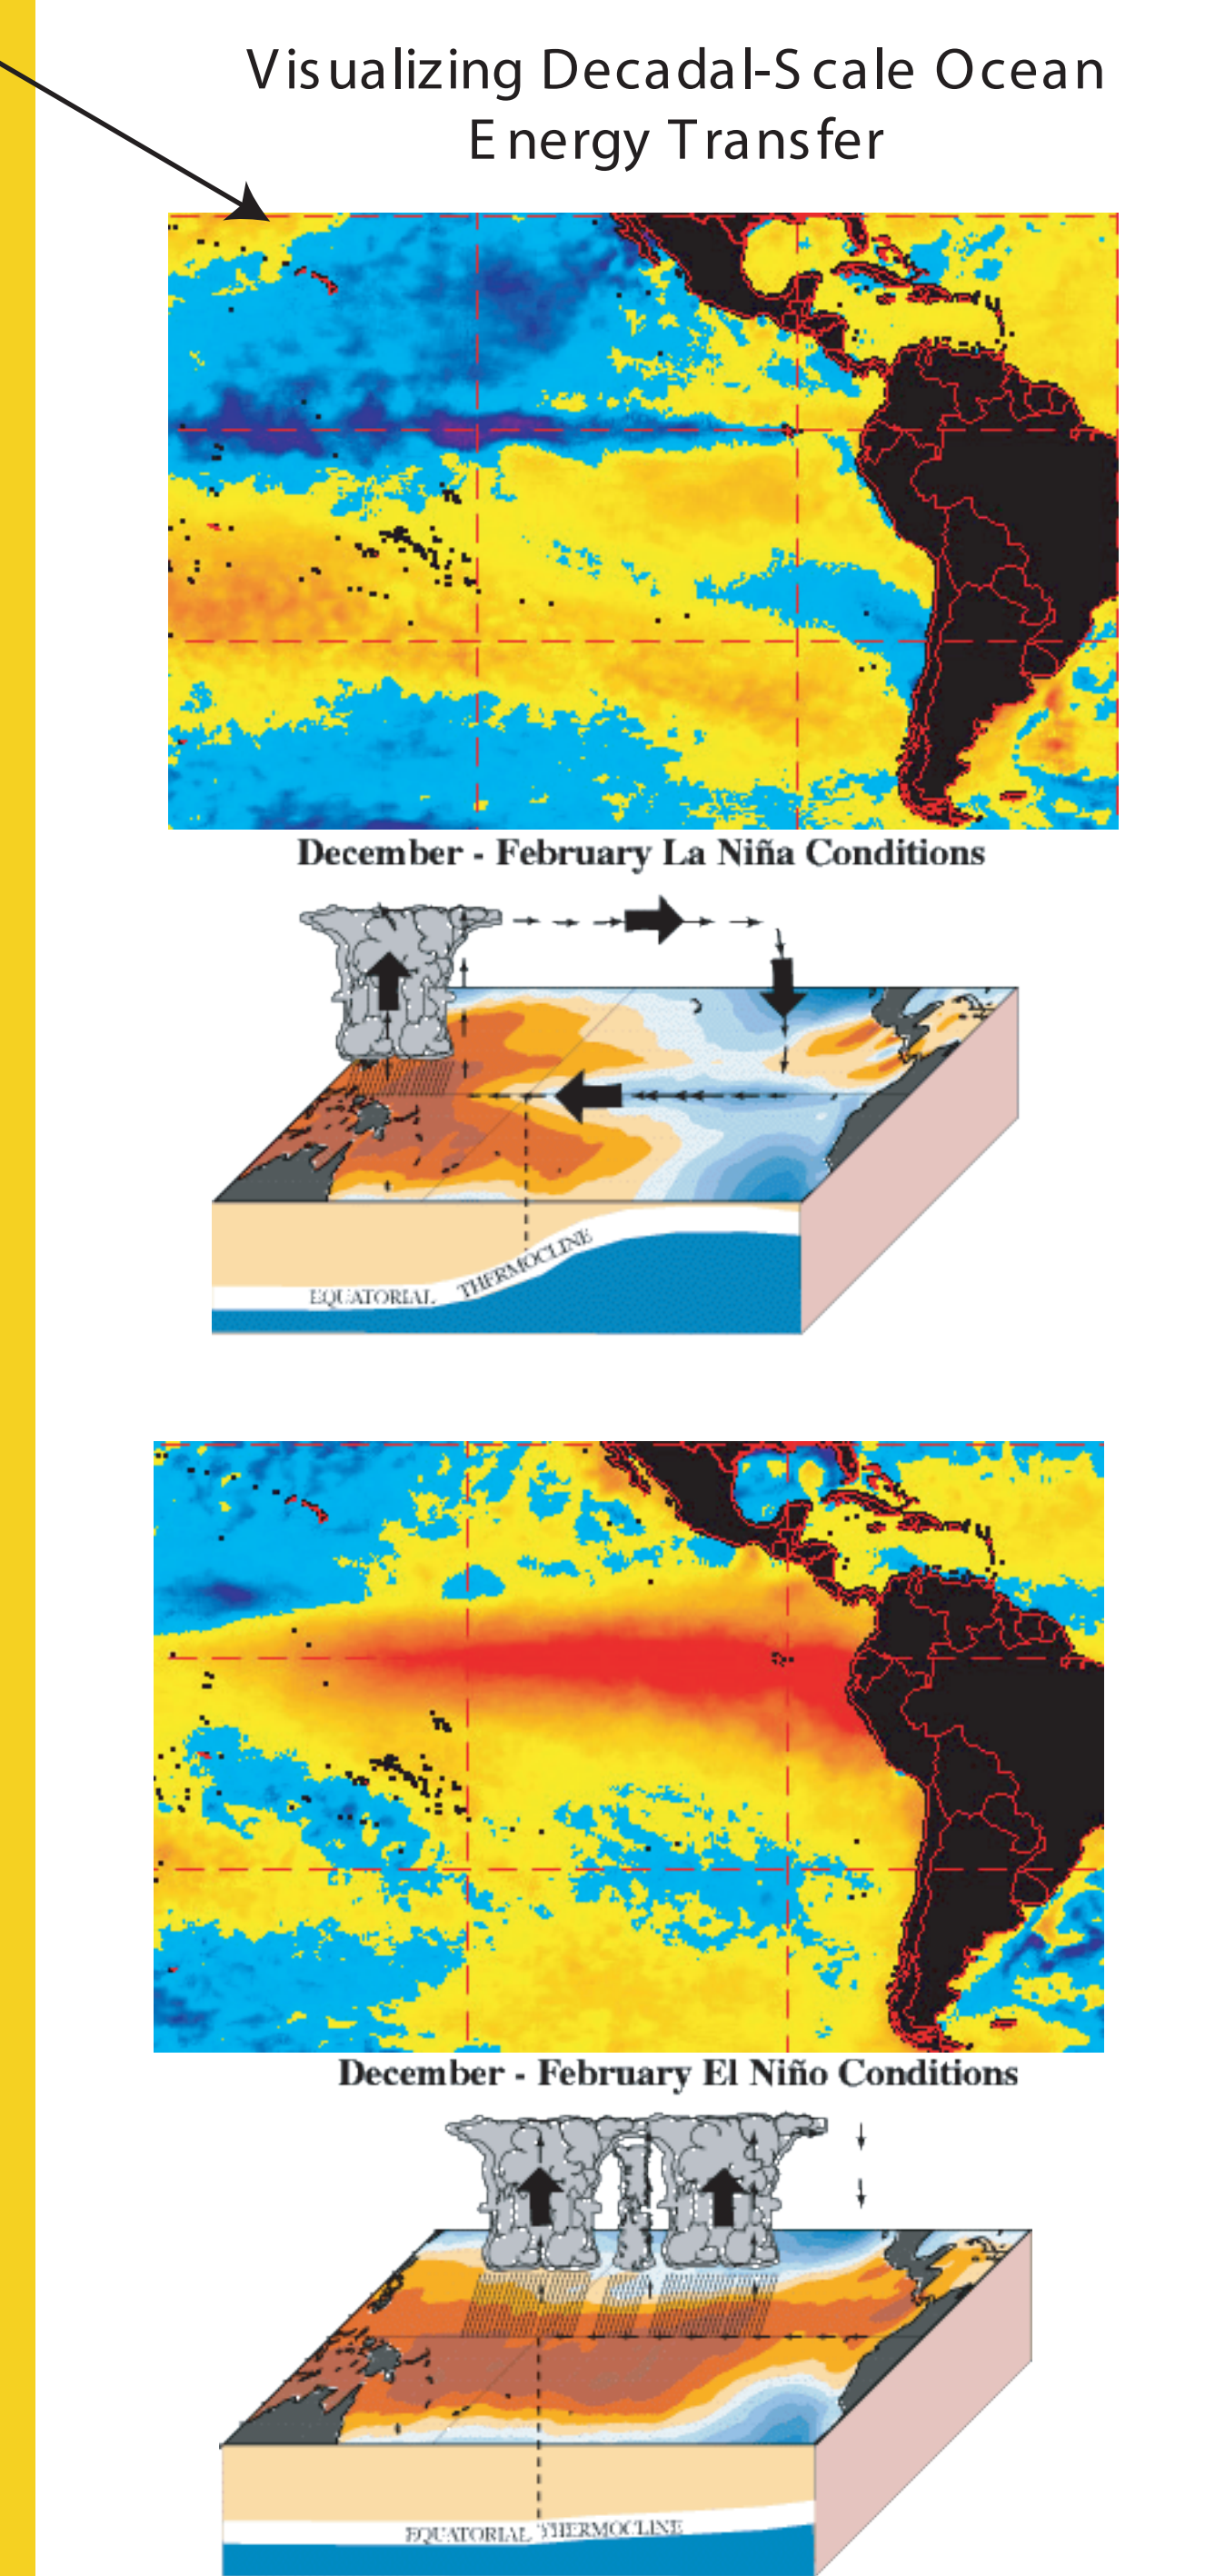 Visualizing Decadal-Scale Ocean
Energy Transfer
December - February La Niña Conditions
EQUATORIAL THERMOCLINE
December - February El Niño Conditions
EQUATORIAL THERMOCLINE